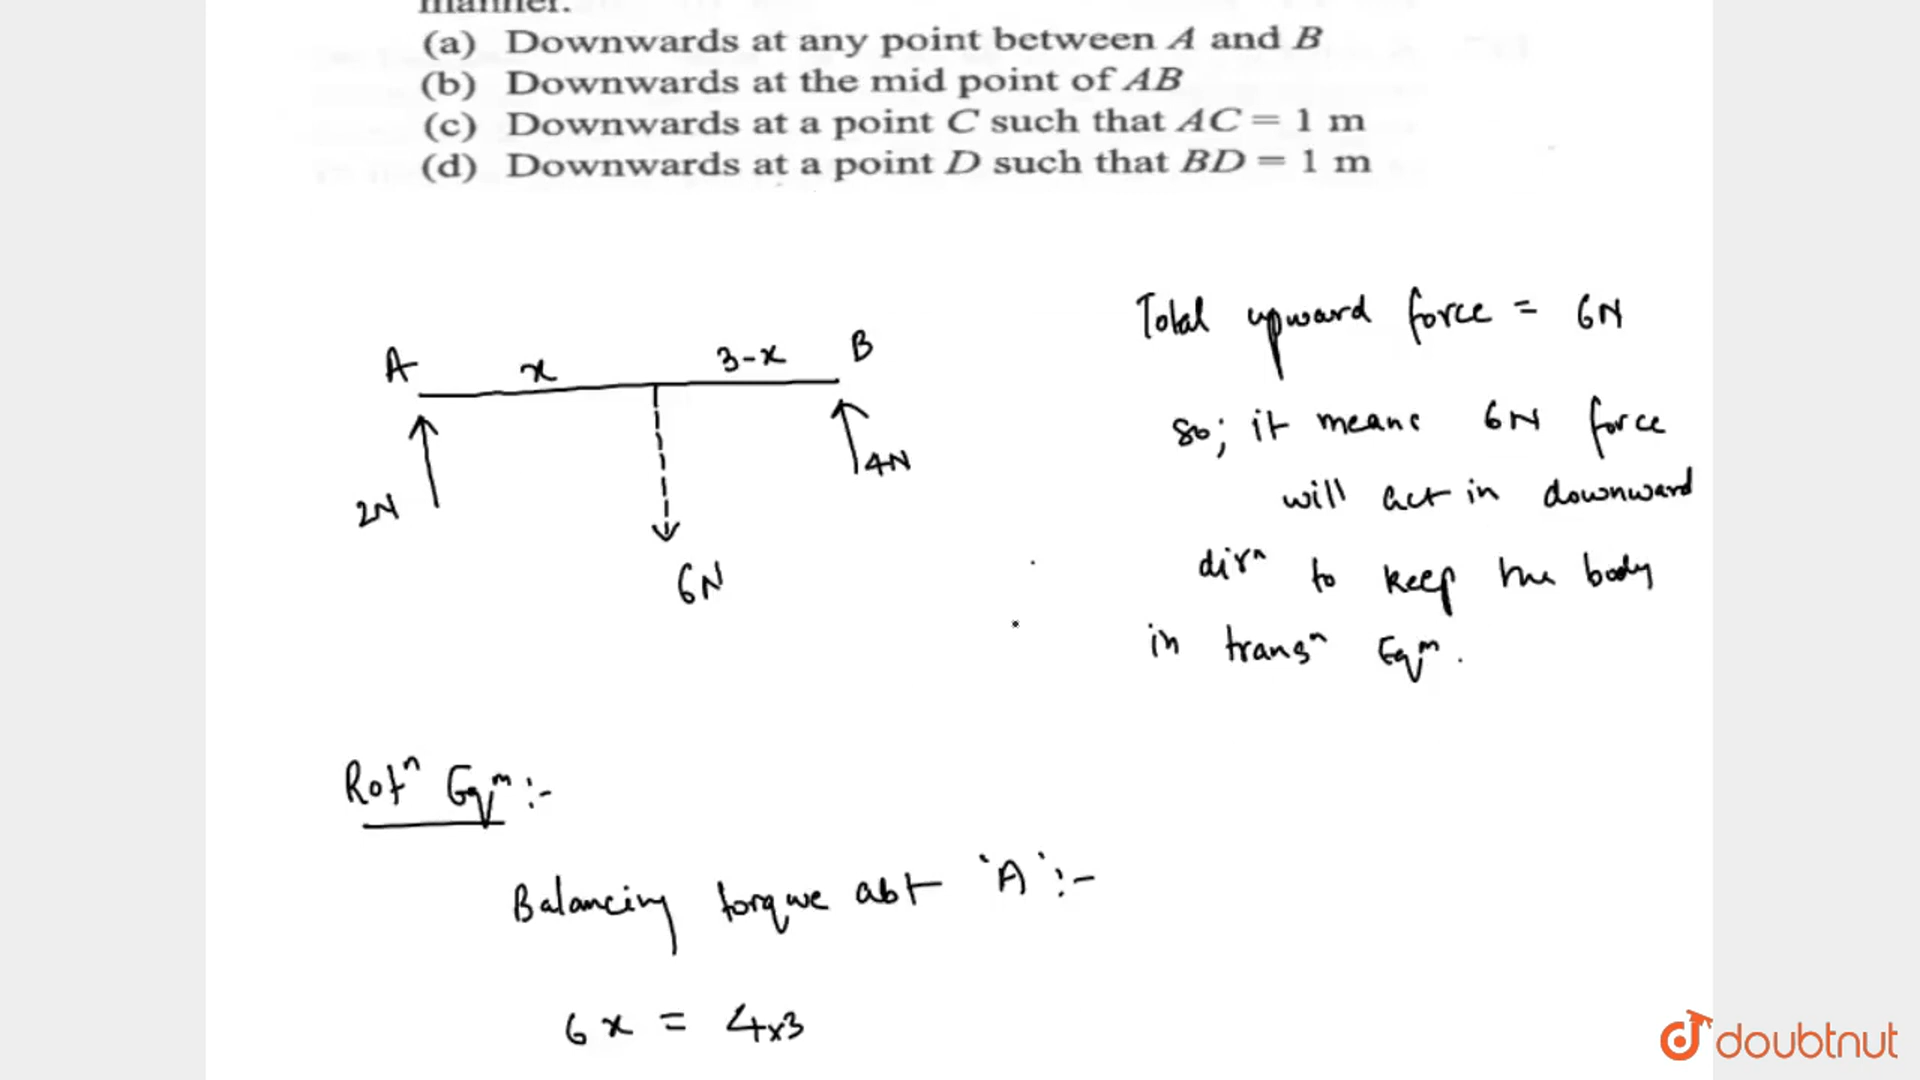 manner.
(a) Downwards at any point between A and B
(b) Downwards at the mid point of AB
(c) Downwards at a point C such that AC = 1 m
(d) Downwards at a point D such that BD = 1 m
A x 3-x B
2N
4N
6N
Total upward force = 6N
so; it means 6N force
will act in downward
dirⁿ to keep the body
in transⁿ Eqᵐ.
Rotⁿ Eqᵐ:-
Balancing torque abt 'A':-
6x = 4x3
doubtnut